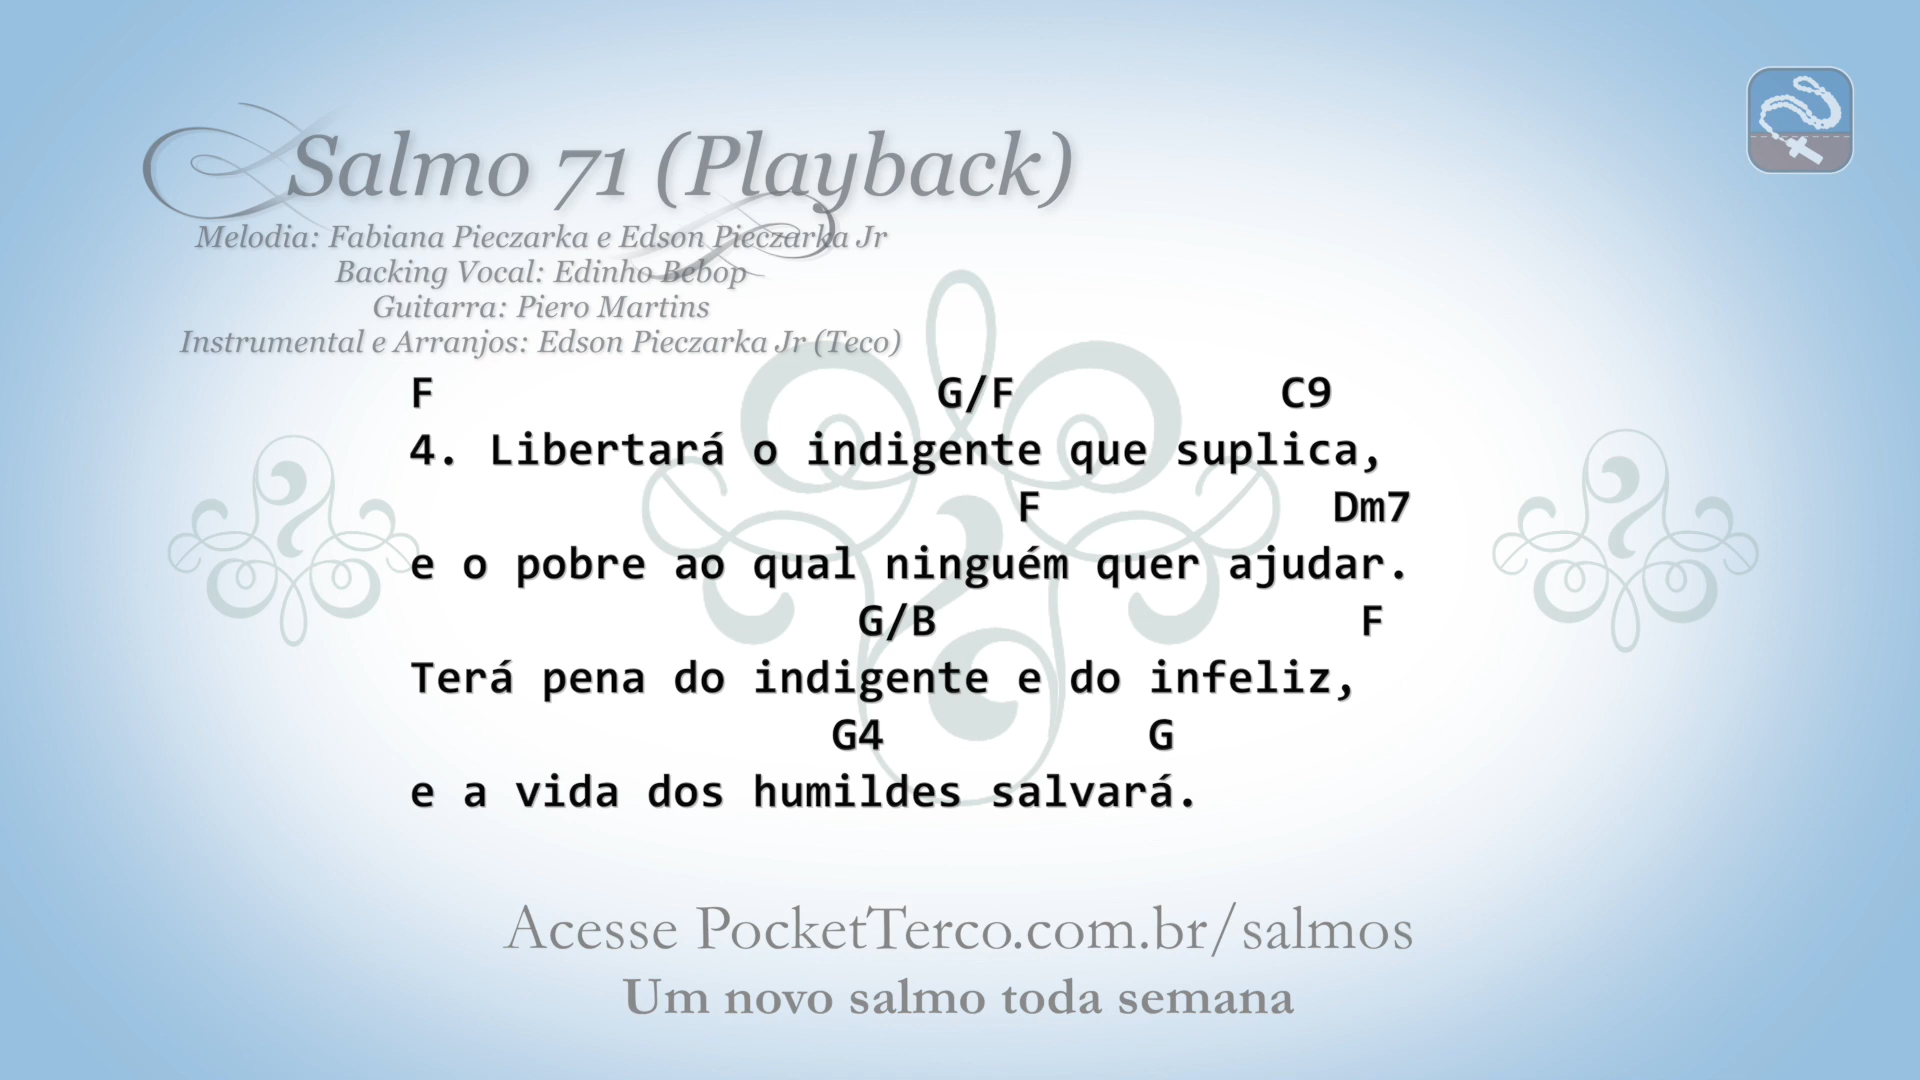 Salmo 71 (Playback)
Melodia: Fabiana Pieczarka e Edson Pieczarka Jr
Backing Vocal: Edinho Bebop
Guitarra: Piero Martins
Instrumental e Arranjos: Edson Pieczarka Jr (Teco)
F G/F C9
4. Libertará o indigente que suplica,
F Dm7
e o pobre ao qual ninguém quer ajudar.
G/B F
Terá pena do indigente e do infeliz,
G4 G
e a vida dos humildes salvará.
Acesse PocketTerco.com.br/salmos
Um novo salmo toda semana